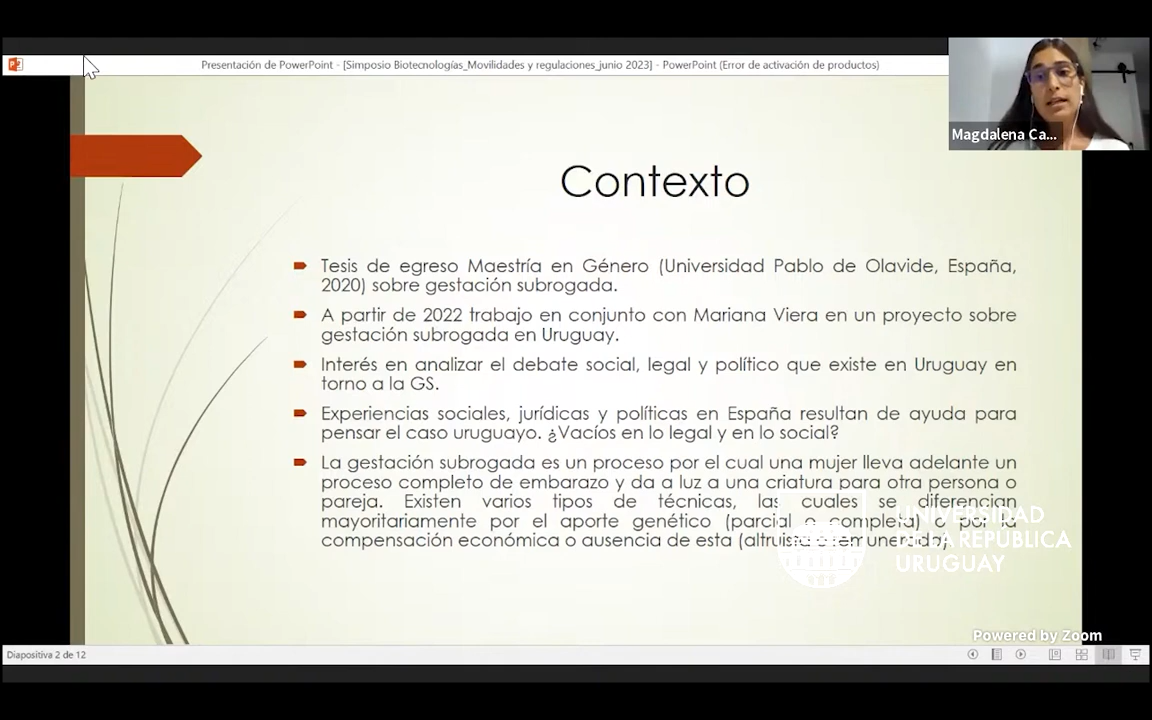 Presentación de PowerPoint - [Simposio Biotecnologías_Movilidades y regulaciones_junio 2023] - PowerPoint (Error de activación de productos)
Magdalena Ca...
Contexto
Tesis de egreso Maestría en Género (Universidad Pablo de Olavide, España,
2020) sobre gestación subrogada.
A partir de 2022 trabajo en conjunto con Mariana Viera en un proyecto sobre
gestación subrogada en Uruguay.
Interés en analizar el debate social, legal y político que existe en Uruguay en
torno a la GS.
Experiencias sociales, jurídicas y políticas en España resultan de ayuda para
pensar el caso uruguayo. ¿Vacíos en lo legal y en lo social?
La gestación subrogada es un proceso por el cual una mujer lleva adelante un
proceso completo de embarazo y da a luz a una criatura para otra persona o
pareja. Existen varios tipos de técnicas, las cuales se diferencian
mayoritariamente por el aporte genético (parcial o completa) o por la
compensación económica o ausencia de esta (altruista o remunerada).
UNIVERSIDAD
DE LA REPÚBLICA
URUGUAY
Powered by Zoom
Diapositiva 2 de 12